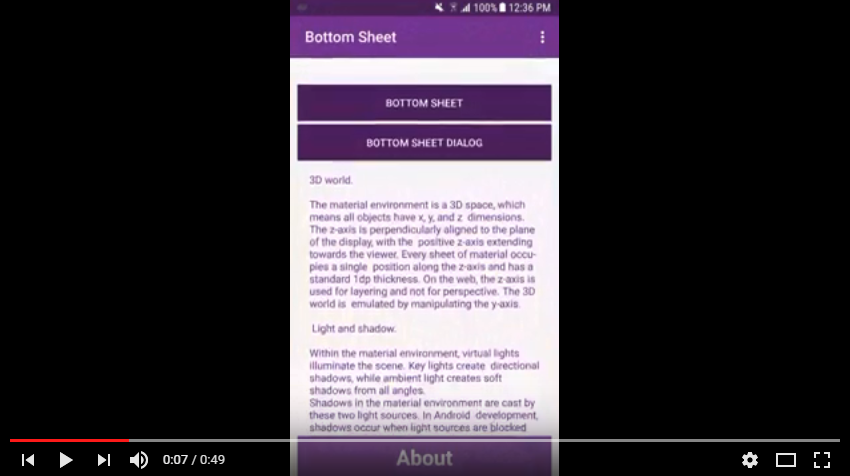 100% 12:36 PM
Bottom Sheet
BOTTOM SHEET
BOTTOM SHEET DIALOG
3D world.
The material environment is a 3D space, which
means all objects have x, y, and z dimensions.
The z-axis is perpendicularly aligned to the plane
of the display, with the positive z-axis extending
towards the viewer. Every sheet of material occu-
pies a single position along the z-axis and has a
standard 1dp thickness. On the web, the z-axis is
used for layering and not for perspective. The 3D
world is emulated by manipulating the y-axis.
Light and shadow.
Within the material environment, virtual lights
illuminate the scene. Key lights create directional
shadows, while ambient light creates soft
shadows from all angles.
Shadows in the material environment are cast by
these two light sources. In Android development,
shadows occur when light sources are blocked
About
0:07 / 0:49